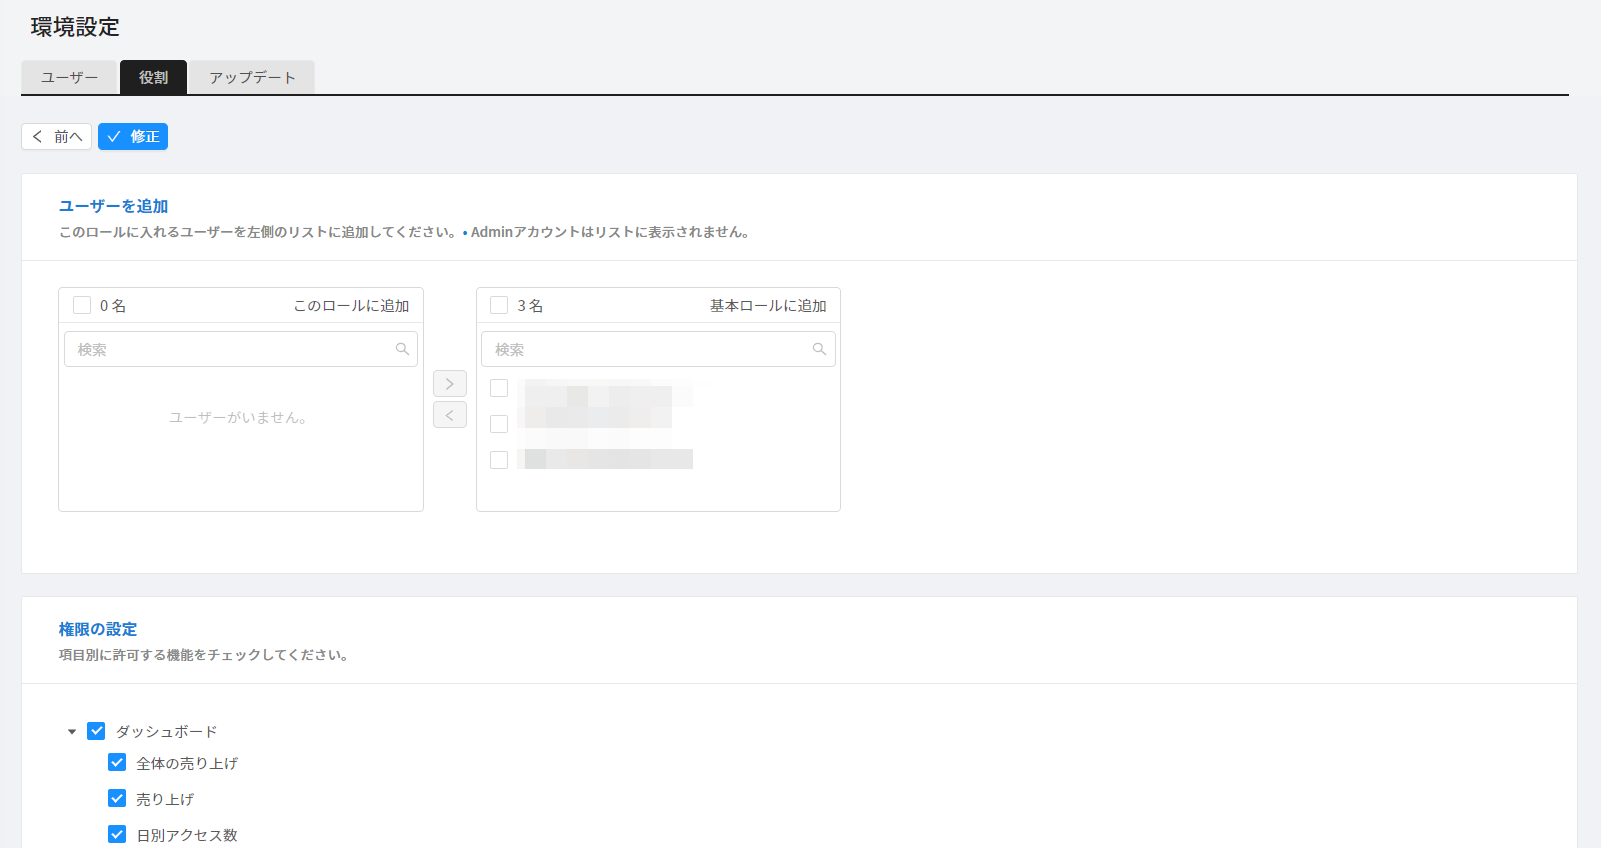 環境設定
ユーザー 役割 アップデート
前へ 修正
ユーザーを追加
このロールに入れるユーザーを左側のリストに追加してください。• Adminアカウントはリストに表示されません。
0 名 このロールに追加
3 名 基本ロールに追加
検索
検索
ユーザーがいません。
権限の設定
項目別に許可する機能をチェックしてください。
ダッシュボード
全体の売り上げ
売り上げ
日別アクセス数